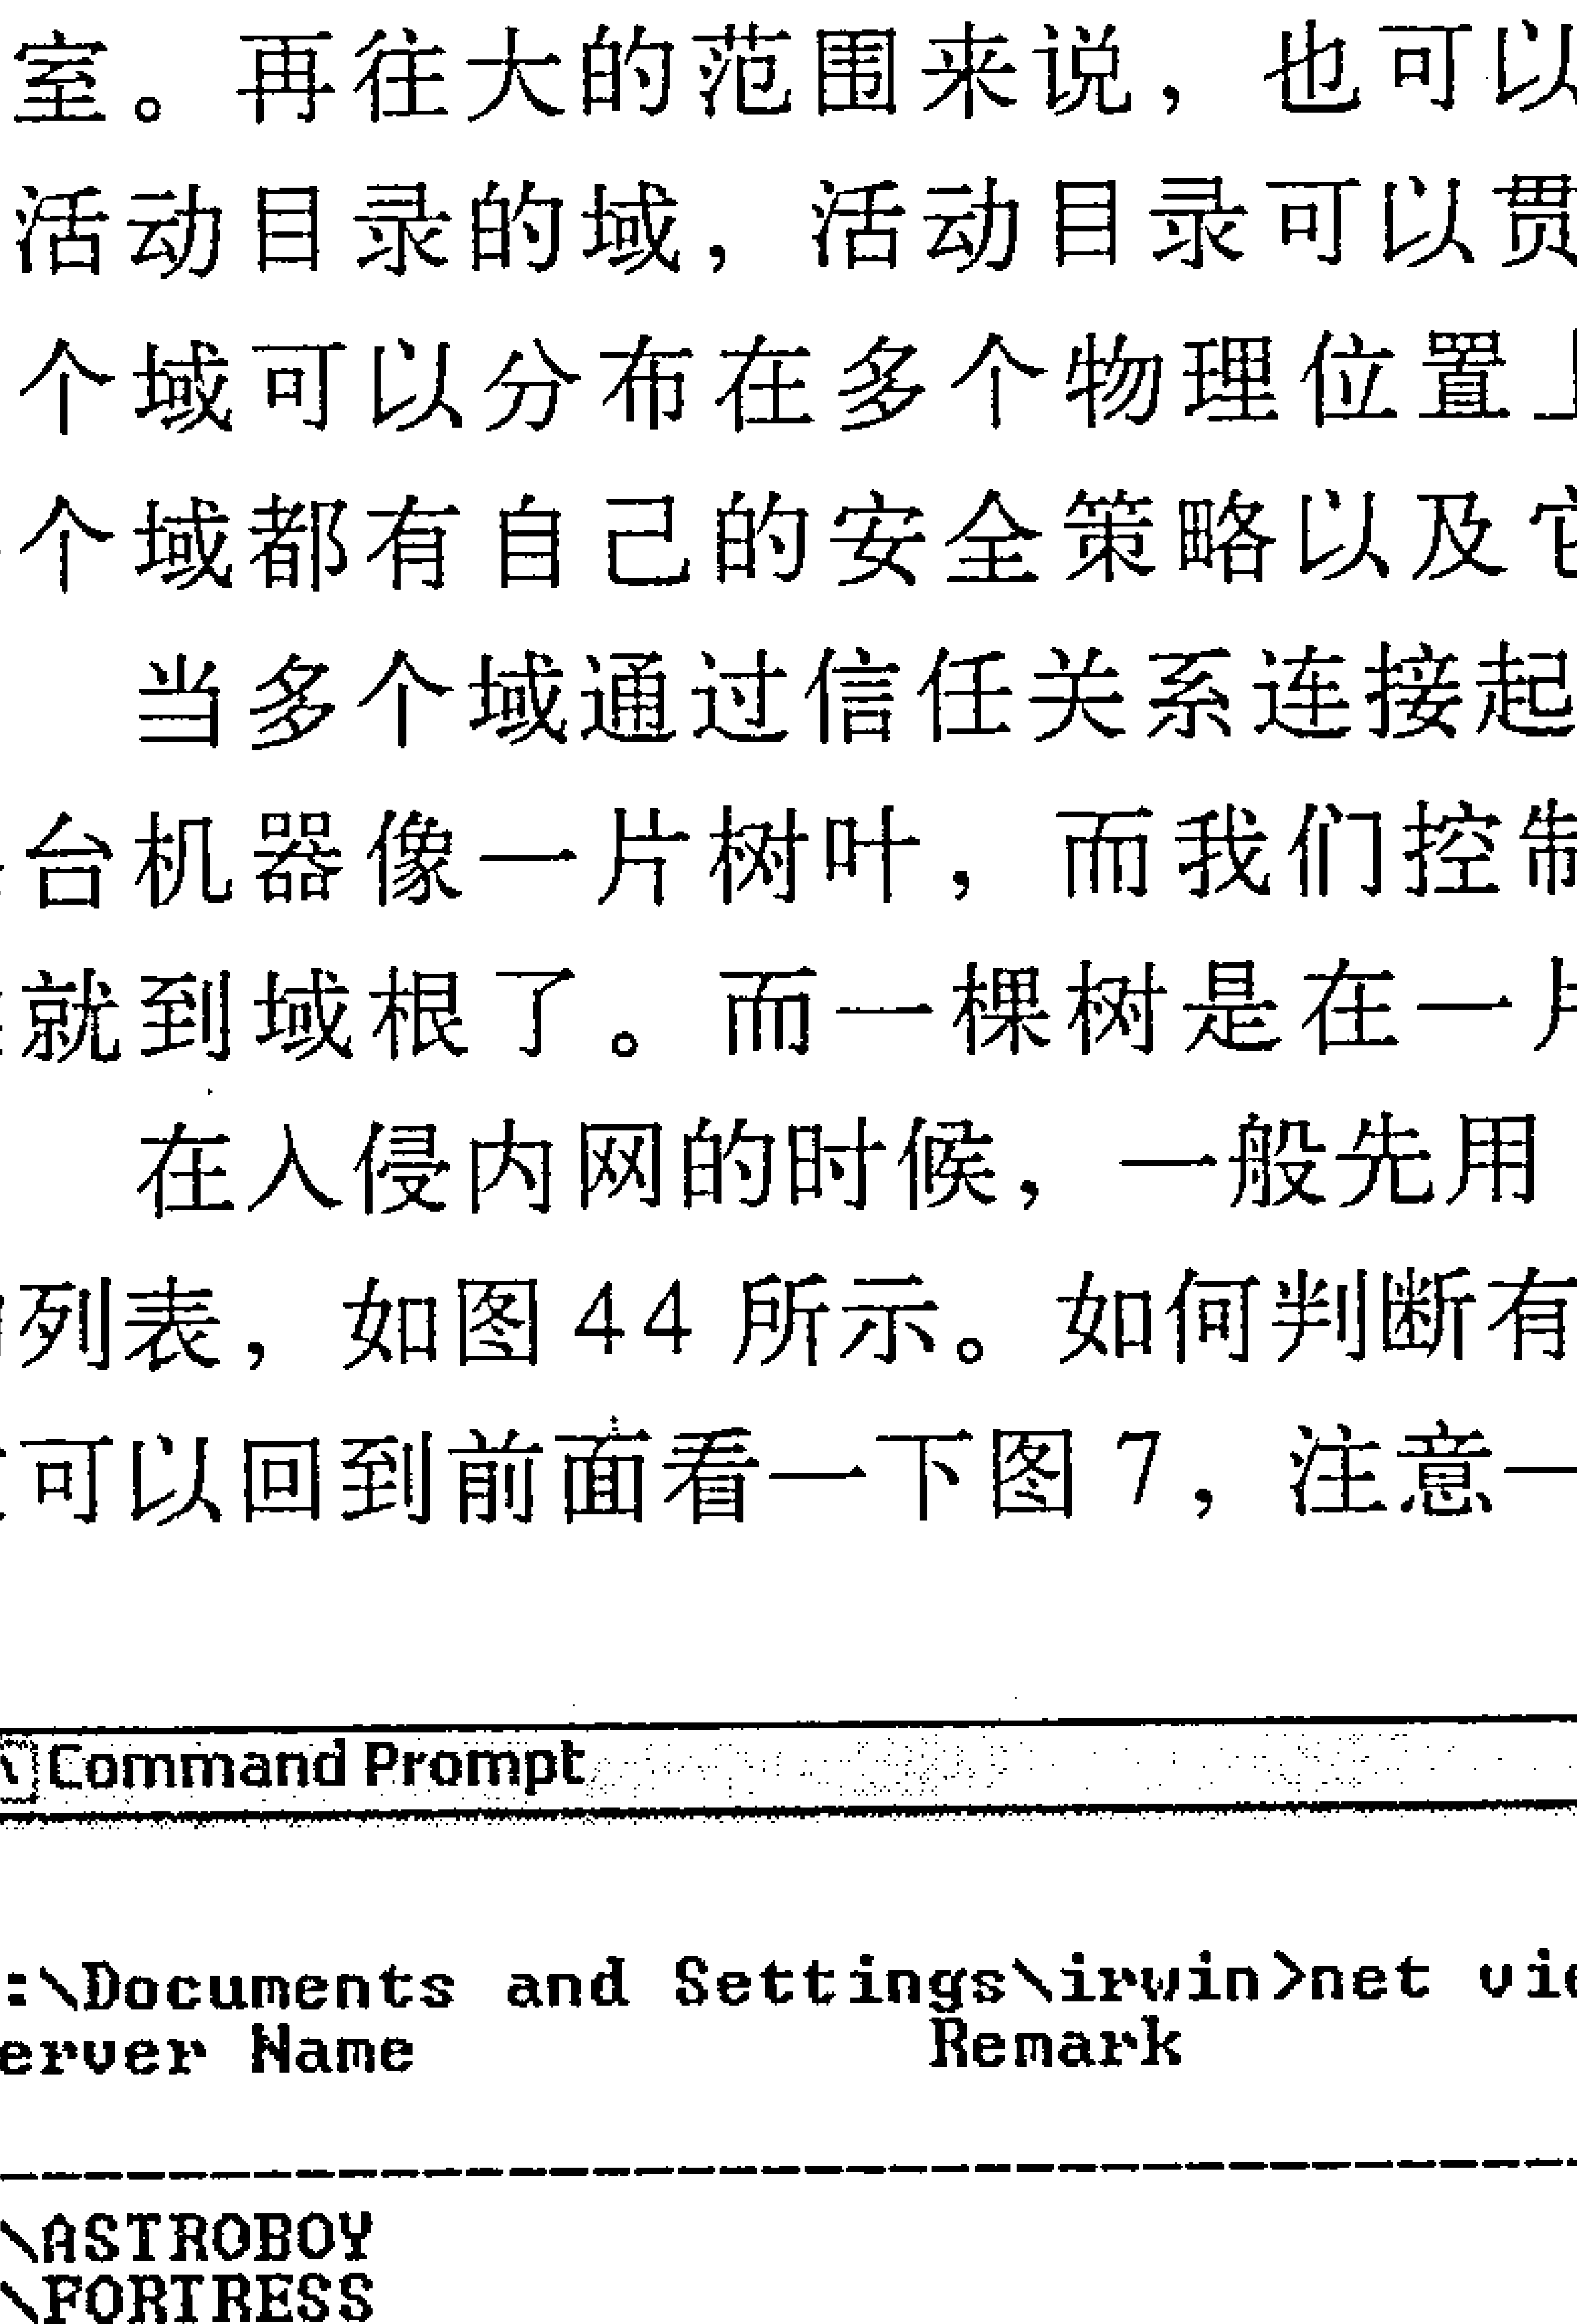 室。再往大的范围来说，也可以
活动目录的域，活动目录可以贯
个域可以分布在多个物理位置上
个域都有自己的安全策略以及它
当多个域通过信任关系连接起
台机器像一片树叶，而我们控制
就到域根了。而一棵树是在一片
在入侵内网的时候，一般先用
列表，如图 44 所示。如何判断有
可以回到前面看一下图 7，注意一
Command Prompt
:\Documents and Settings\irwin>net vie
erver Name Remark
--------------------------------------
\ASTROBOY
\FORTRESS